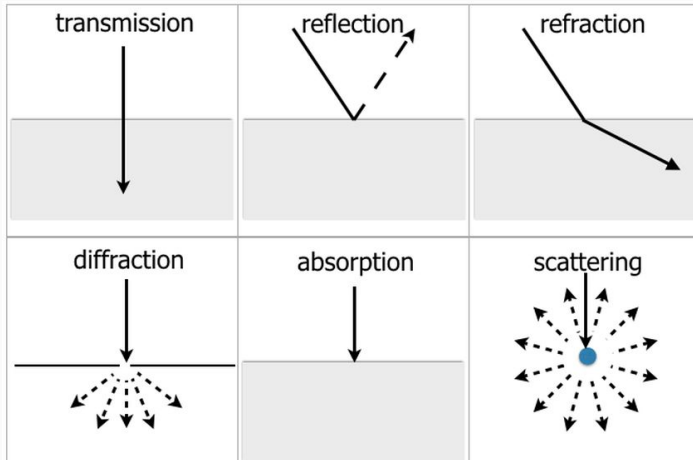 transmission
reflection
refraction
diffraction
absorption
scattering